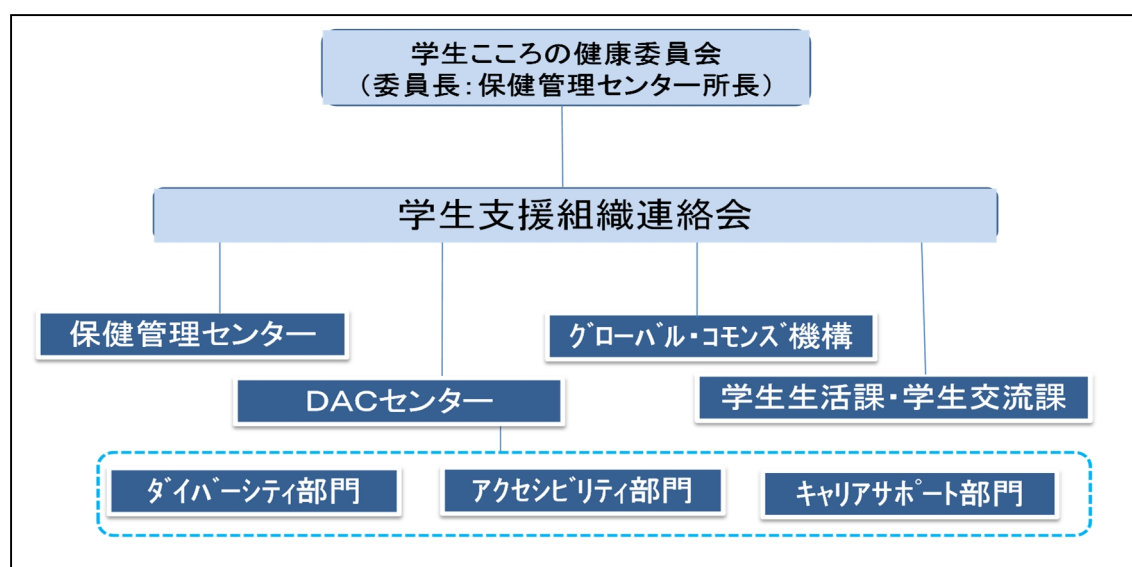 学生こころの健康委員会
（委員長：保健管理センター所長）
学生支援組織連絡会
保健管理センター
ｸﾞﾛｰﾊﾞﾙ・ｺﾓﾝｽﾞ機構
DACセンター
学生生活課・学生交流課
ﾀﾞｲﾊﾞｰｼﾃｨ部門
ｱｸｾｼﾋﾞﾘﾃｨ部門
ｷｬﾘｱｻﾎﾟｰﾄ部門